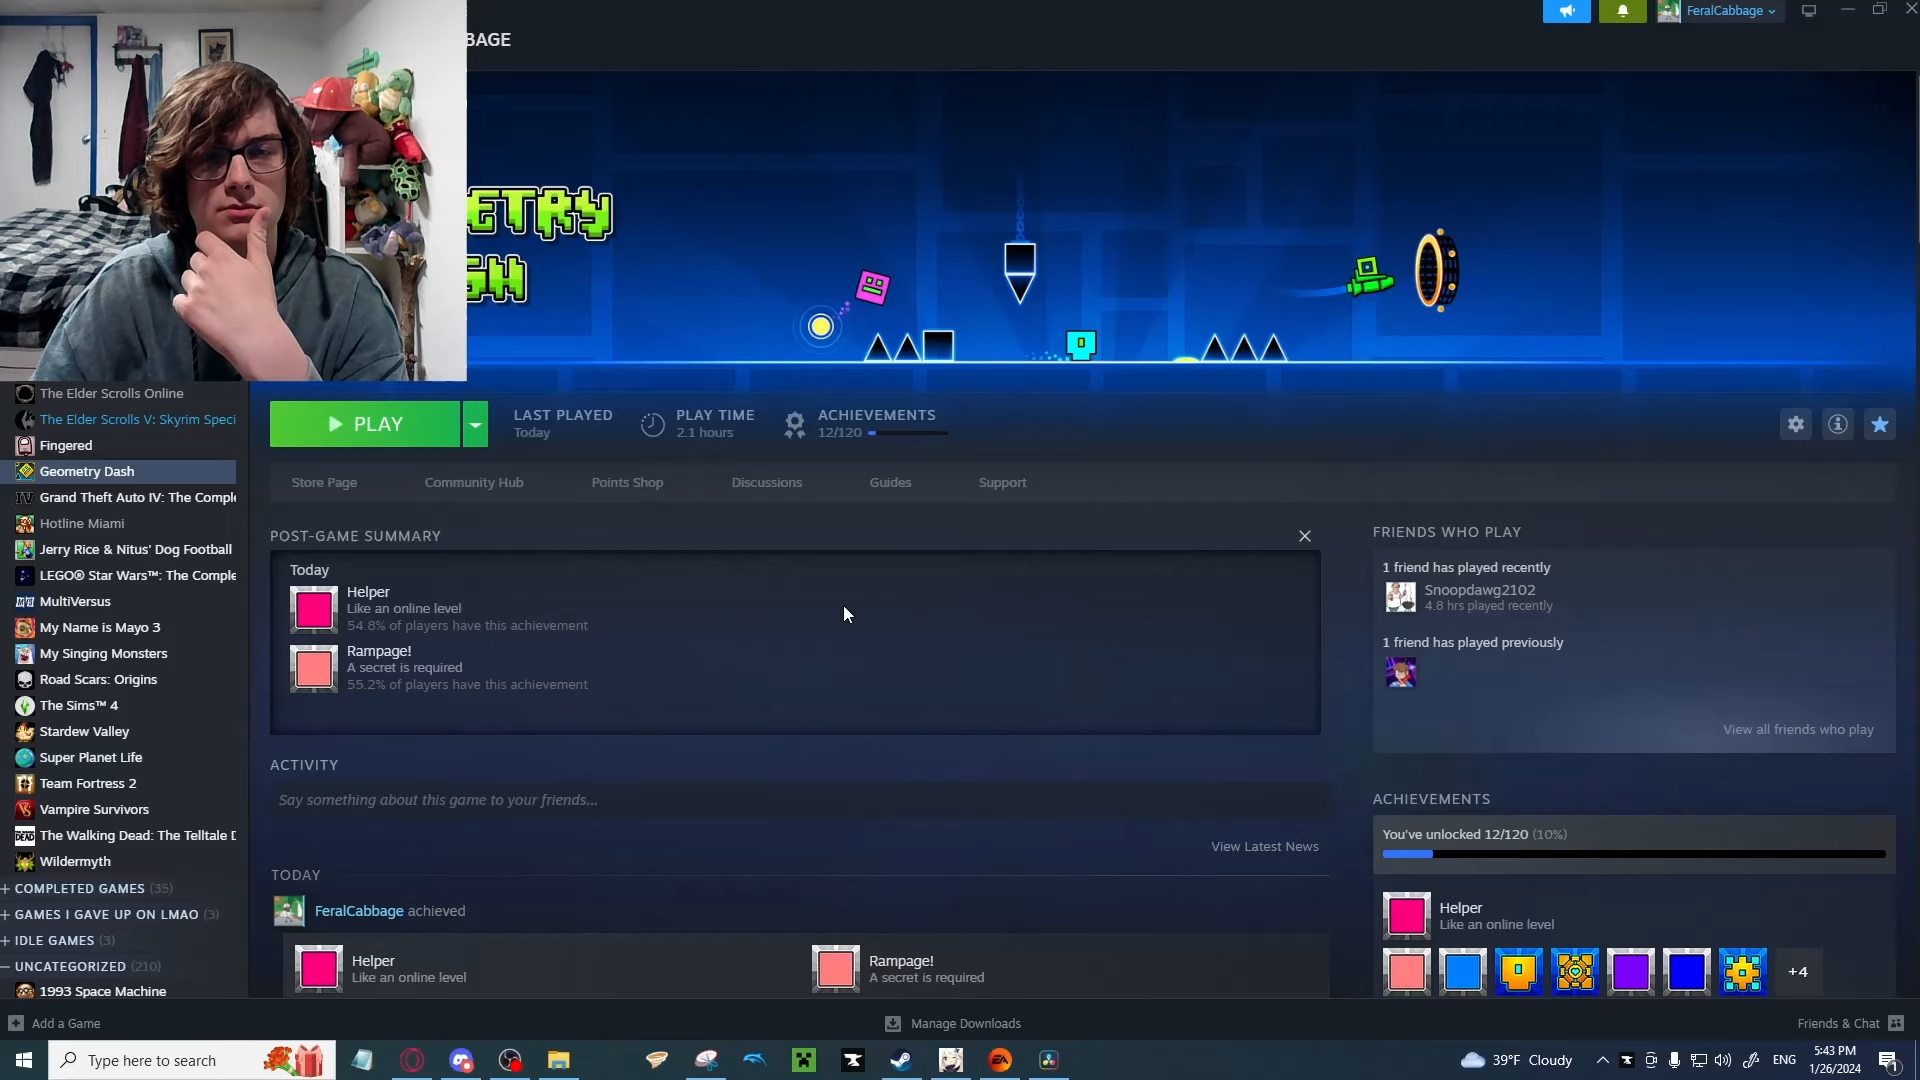 BAGE
FeralCabbage
ETRY
SH
The Elder Scrolls Online
The Elder Scrolls V: Skyrim Speci
Fingered
Geometry Dash
Grand Theft Auto IV: The Comple
Hotline Miami
Jerry Rice & Nitus' Dog Football
LEGO® Star Wars™: The Comple
MultiVersus
My Name is Mayo 3
My Singing Monsters
Road Scars: Origins
The Sims™ 4
Stardew Valley
Super Planet Life
Team Fortress 2
Vampire Survivors
DEAD The Walking Dead: The Telltale D
Wildermyth
COMPLETED GAMES (35)
GAMES I GAVE UP ON LMAO (3)
IDLE GAMES (3)
UNCATEGORIZED (210)
1993 Space Machine
PLAY
LAST PLAYED
Today
PLAY TIME
2.1 hours
ACHIEVEMENTS
12/120
Store Page
Community Hub
Points Shop
Discussions
Guides
Support
POST-GAME SUMMARY
Today
Helper
Like an online level
54.8% of players have this achievement
Rampage!
A secret is required
55.2% of players have this achievement
ACTIVITY
Say something about this game to your friends...
View Latest News
TODAY
FeralCabbage achieved
Helper
Like an online level
Rampage!
A secret is required
FRIENDS WHO PLAY
1 friend has played recently
Snoopdawg2102
4.8 hrs played recently
1 friend has played previously
View all friends who play
ACHIEVEMENTS
You've unlocked 12/120 (10%)
Helper
Like an online level
+4
Add a Game
Manage Downloads
Friends & Chat
Type here to search
39°F Cloudy
ENG
5:43 PM
1/26/2024
1